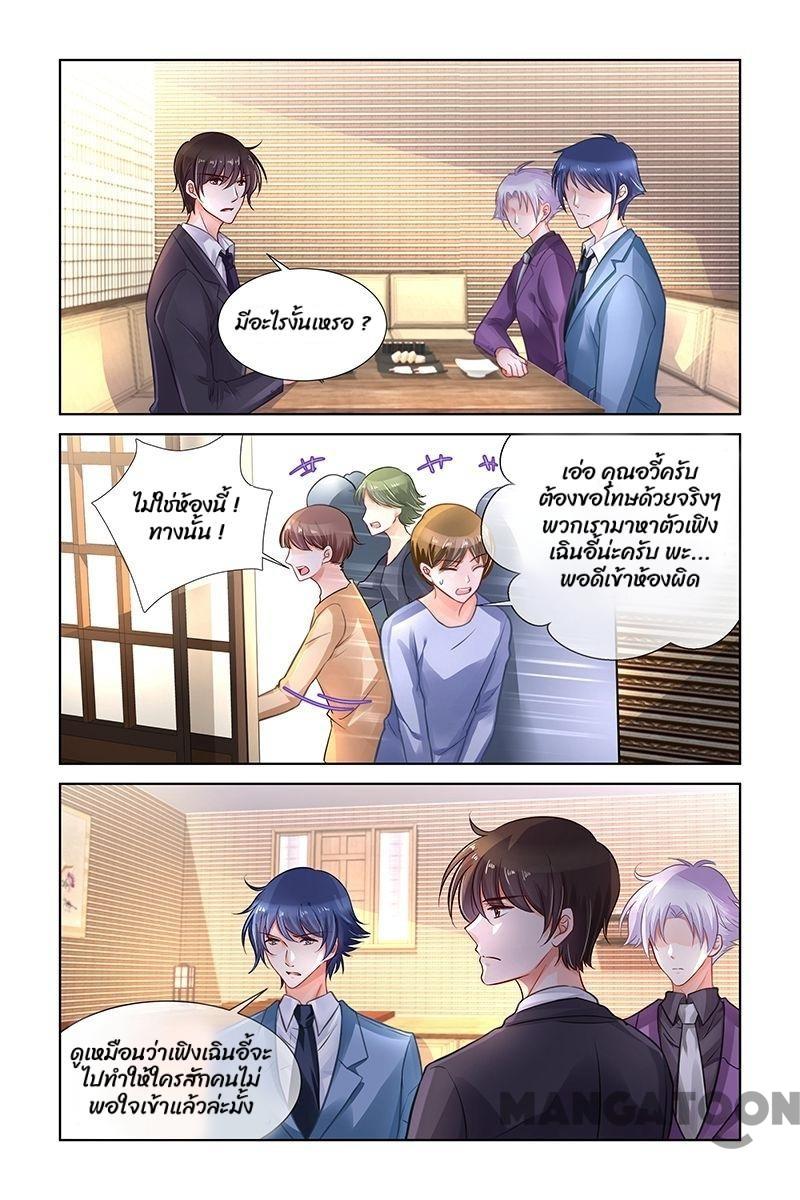 มีอะไรงั้นเหรอ ?
ไม่ใช่ห้องนี้ !
ทางนั้น !
เอ่อ คุณอวี้ครับ
ต้องขอโทษด้วยจริงๆ
พวกเรามาหาตัวเฟิง
เฉินอี้น่ะครับ พะ...
พอดีเข้าห้องผิด
ดูเหมือนว่าเฟิงเฉินอี้จะ
ไปทำให้ใครสักคนไม่
พอใจเข้าแล้วล่ะมั้ง
MANGATOON